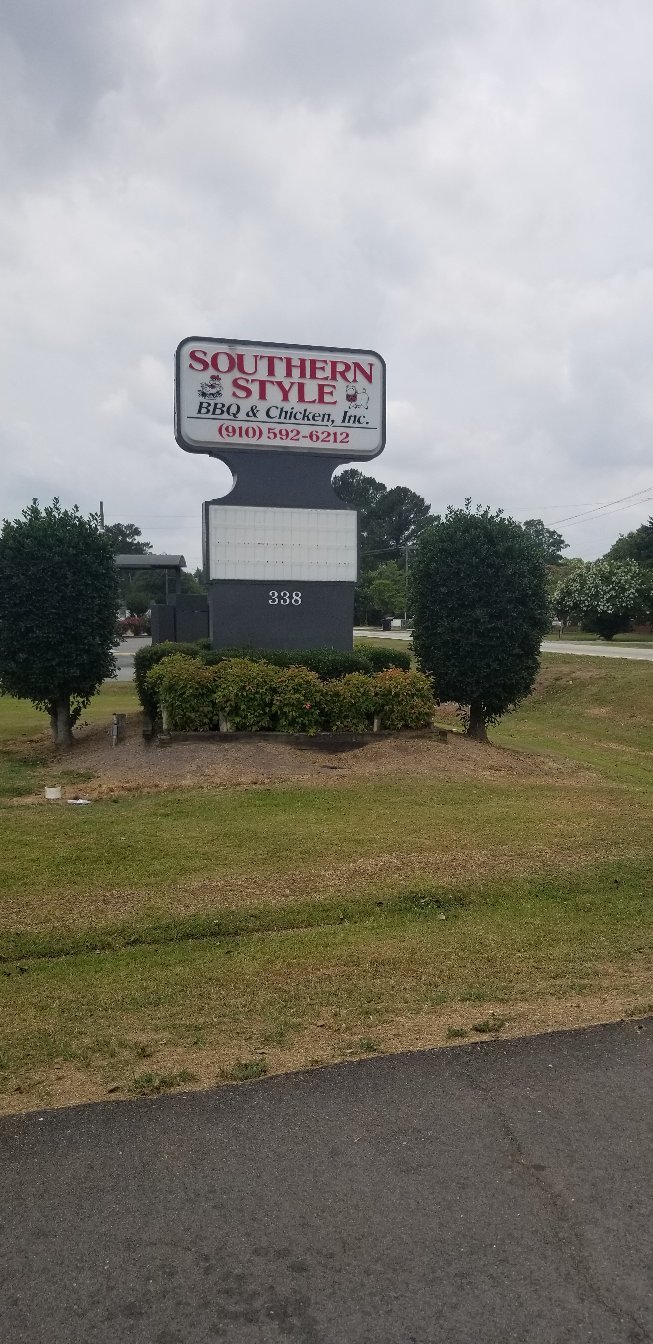 SOUTHERN
STYLE
BBQ & Chicken, Inc.
(910) 592-6212
338